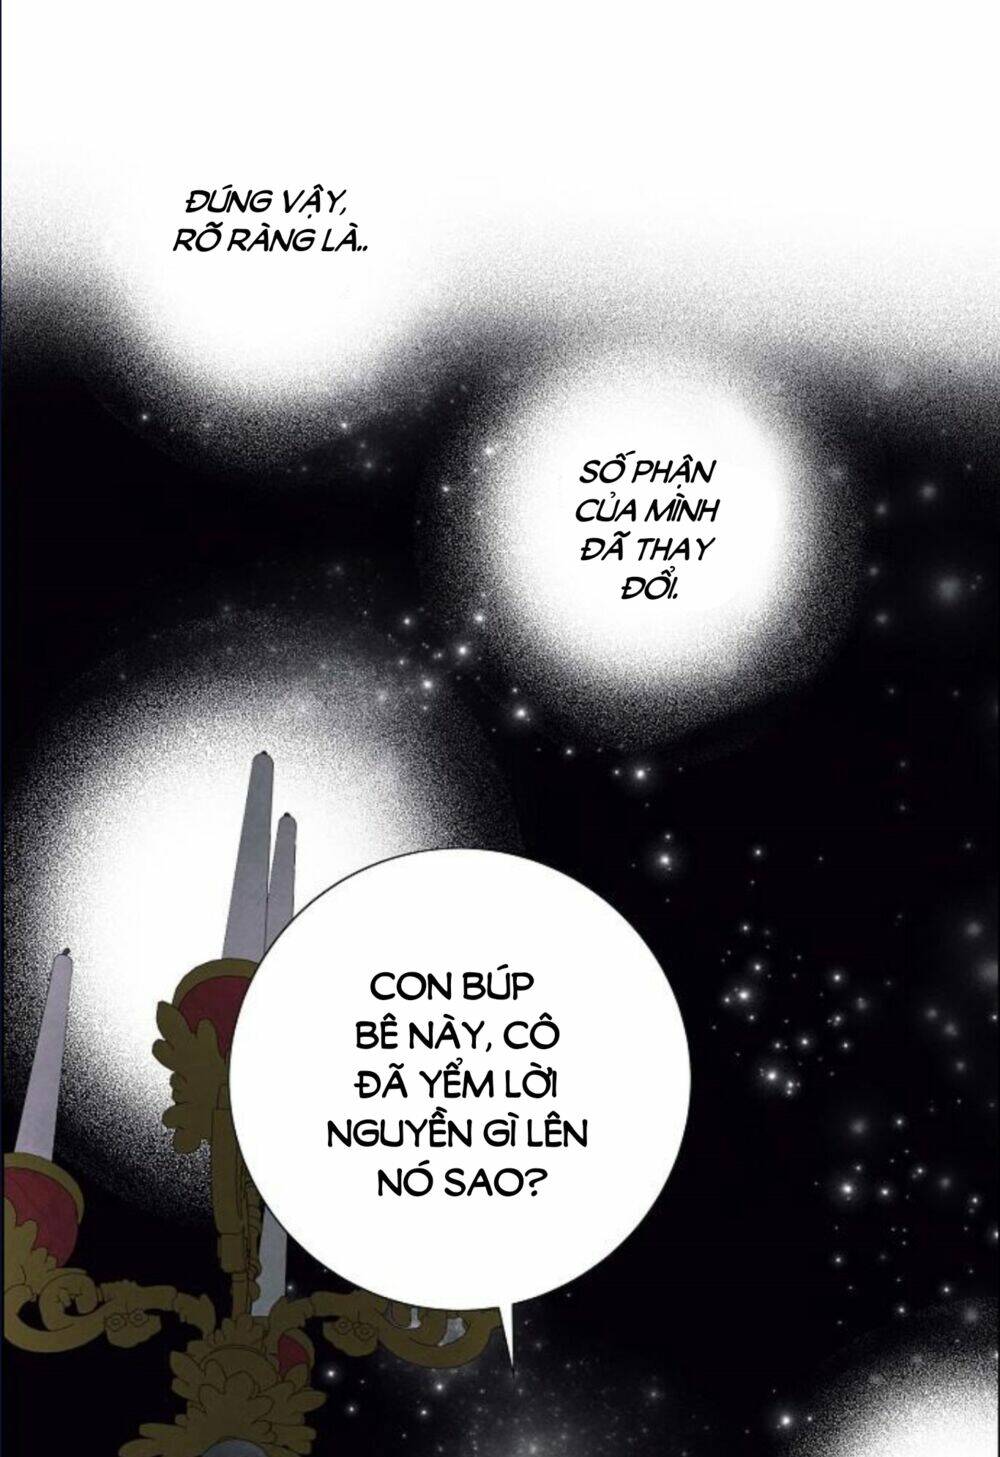 ĐÚNG VẬY,
RÕ RÀNG LÀ..
SỐ PHẬN
CỦA MÌNH
ĐÃ THAY
ĐỔI.
CON BÚP
BÊ NÀY, CÔ
ĐÃ YỂM LỜI
NGUYỀN GÌ LÊN
NÓ SAO?